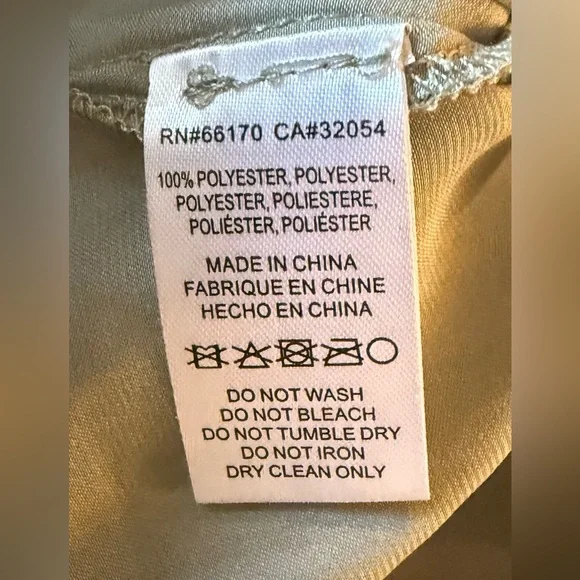 RN#66170 CA#32054
100% POLYESTER, POLYESTER,
POLYESTER, POLIESTERE,
POLIÉSTER, POLIÉSTER
MADE IN CHINA
FABRIQUE EN CHINE
HECHO EN CHINA
DO NOT WASH
DO NOT BLEACH
DO NOT TUMBLE DRY
DO NOT IRON
DRY CLEAN ONLY